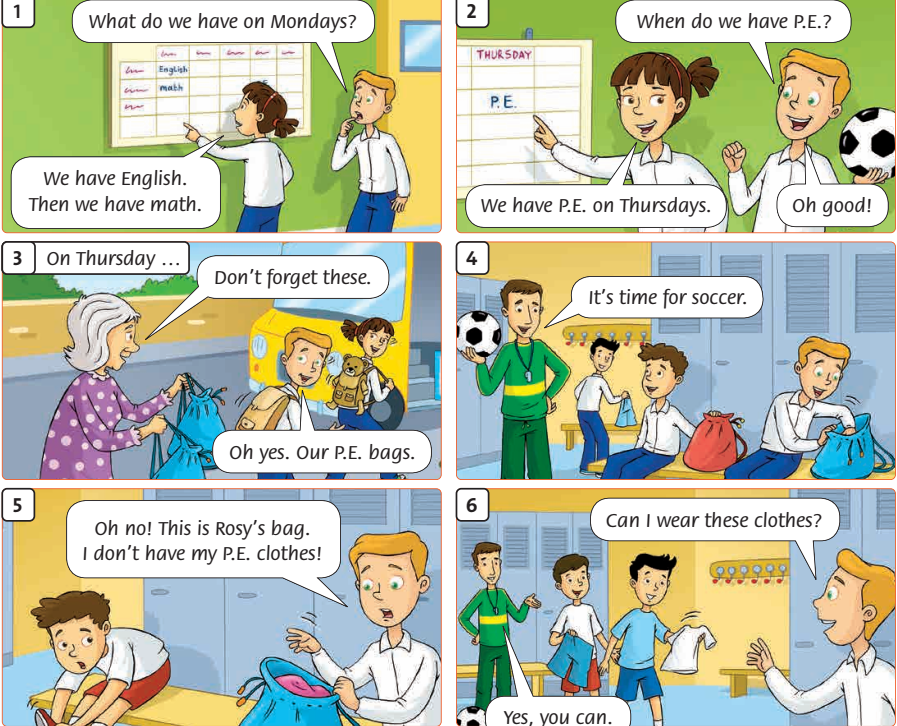 1
What do we have on Mondays?
English
math
We have English.
Then we have math.
2
When do we have P.E.?
THURSDAY
P.E.
We have P.E. on Thursdays.
Oh good!
3
On Thursday ...
Don't forget these.
Oh yes. Our P.E. bags.
4
It's time for soccer.
5
Oh no! This is Rosy's bag.
I don't have my P.E. clothes!
6
Can I wear these clothes?
Yes, you can.